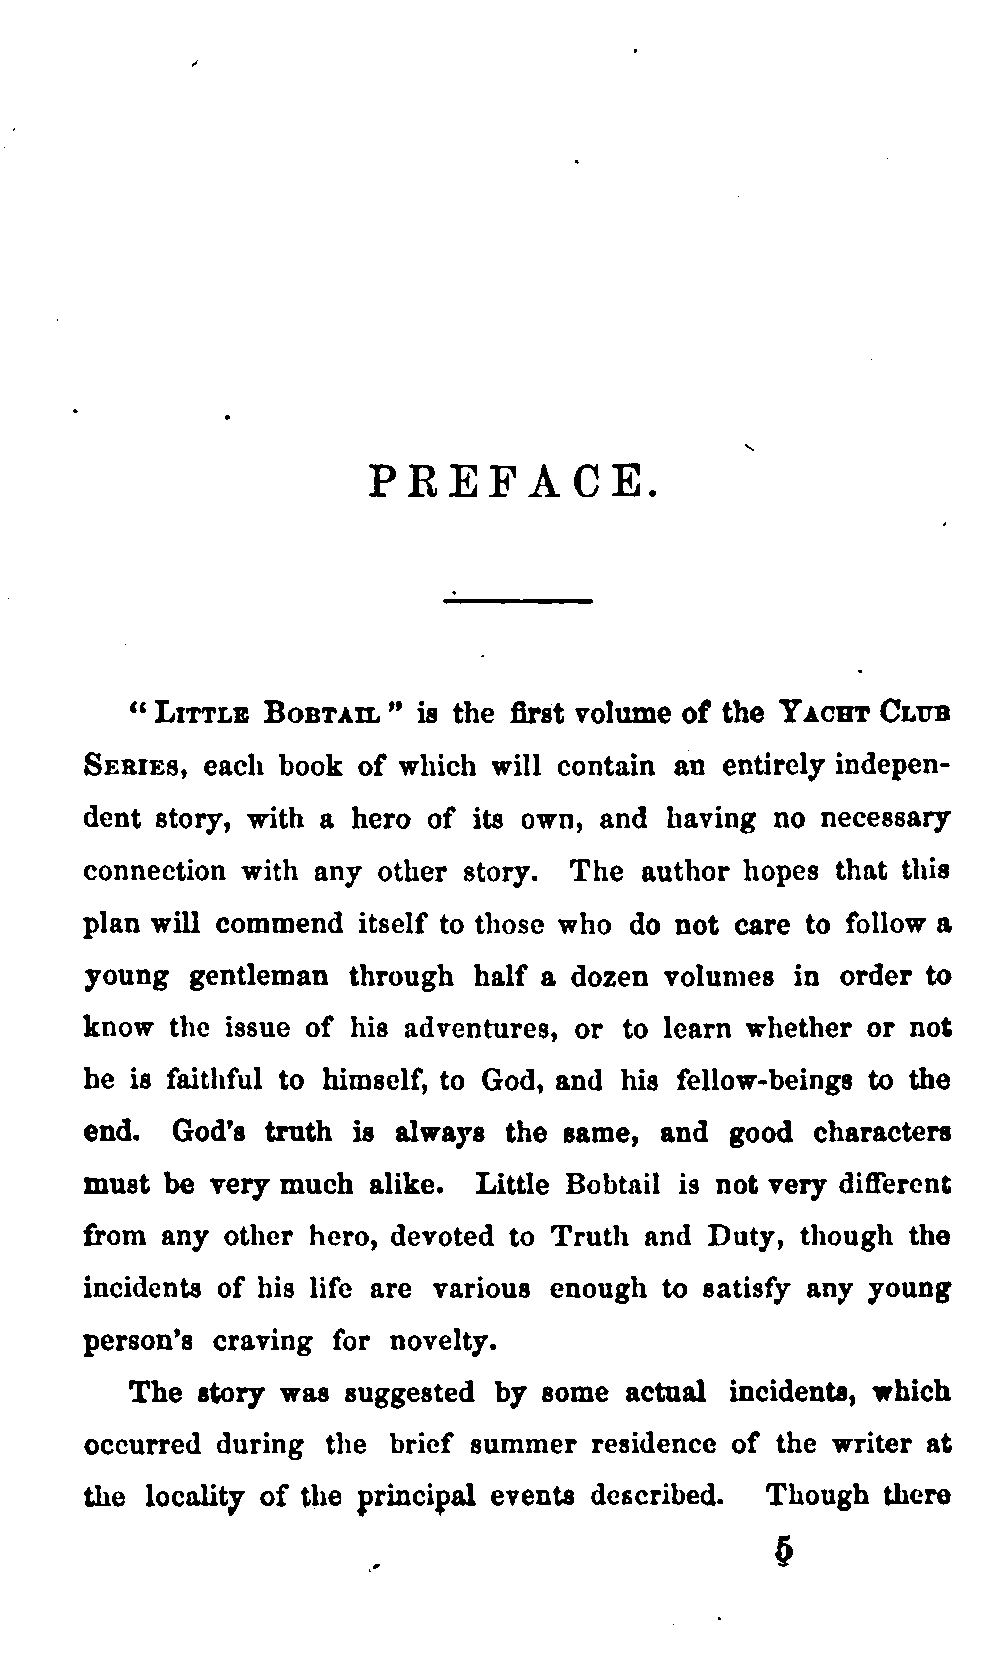 PREFACE.
“ LITTLE BOBTAIL ” is the first volume of the YACHT CLUB
SERIES, each book of which will contain an entirely indepen-
dent story, with a hero of its own, and having no necessary
connection with any other story. The author hopes that this
plan will commend itself to those who do not care to follow a
young gentleman through half a dozen volumes in order to
know the issue of his adventures, or to learn whether or not
he is faithful to himself, to God, and his fellow-beings to the
end. God's truth is always the same, and good characters
must be very much alike. Little Bobtail is not very different
from any other hero, devoted to Truth and Duty, though the
incidents of his life are various enough to satisfy any young
person's craving for novelty.
The story was suggested by some actual incidents, which
occurred during the brief summer residence of the writer at
the locality of the principal events described. Though there
5